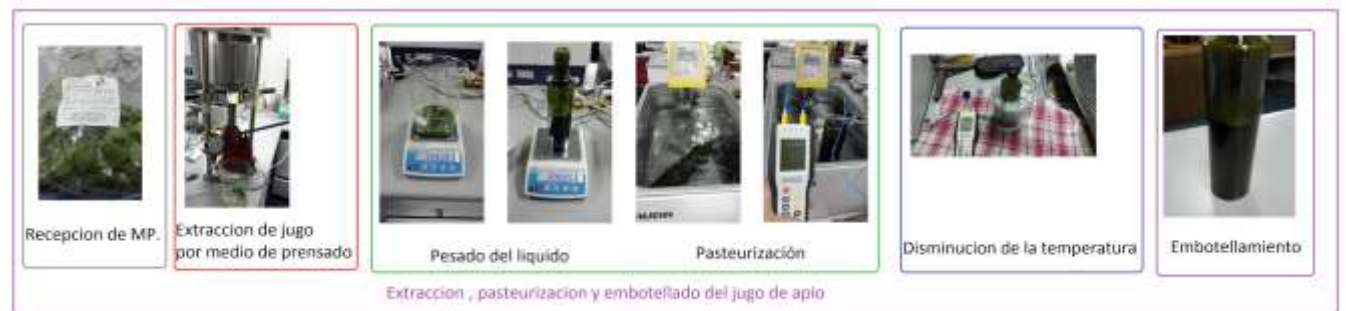 Recepcion de MP.
Extraccion de jugo
por medio de prensado
Pesado del liquido
Pasteurización
Disminucion de la temperatura
Embotellamiento
Extraccion , pasteurizacion y embotellado del jugo de apio